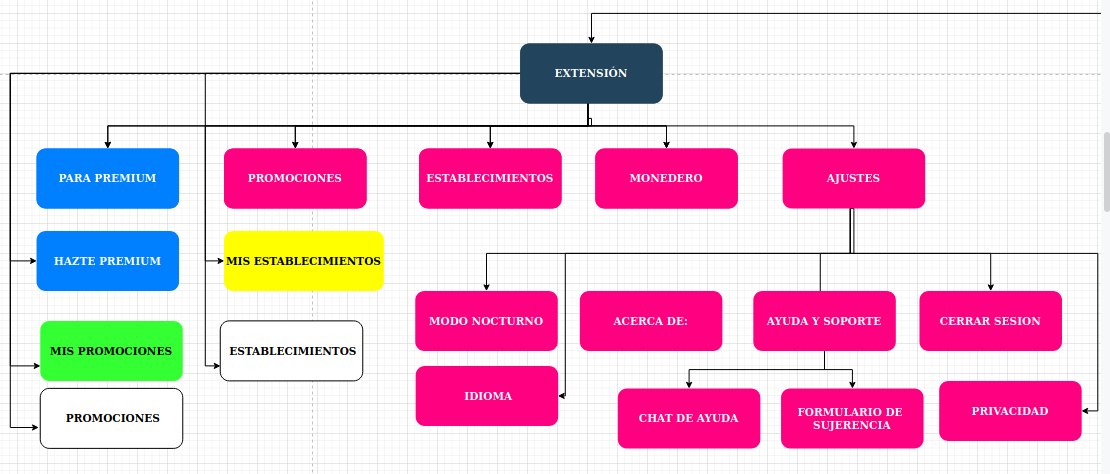 EXTENSIÓN
PARA PREMIUM
PROMOCIONES
ESTABLECIMIENTOS
MONEDERO
AJUSTES
HAZTE PREMIUM
MIS ESTABLECIMIENTOS
MIS PROMOCIONES
ESTABLECIMIENTOS
PROMOCIONES
MODO NOCTURNO
ACERCA DE:
AYUDA Y SOPORTE
CERRAR SESION
IDIOMA
CHAT DE AYUDA
FORMULARIO DE
SUJERENCIA
PRIVACIDAD